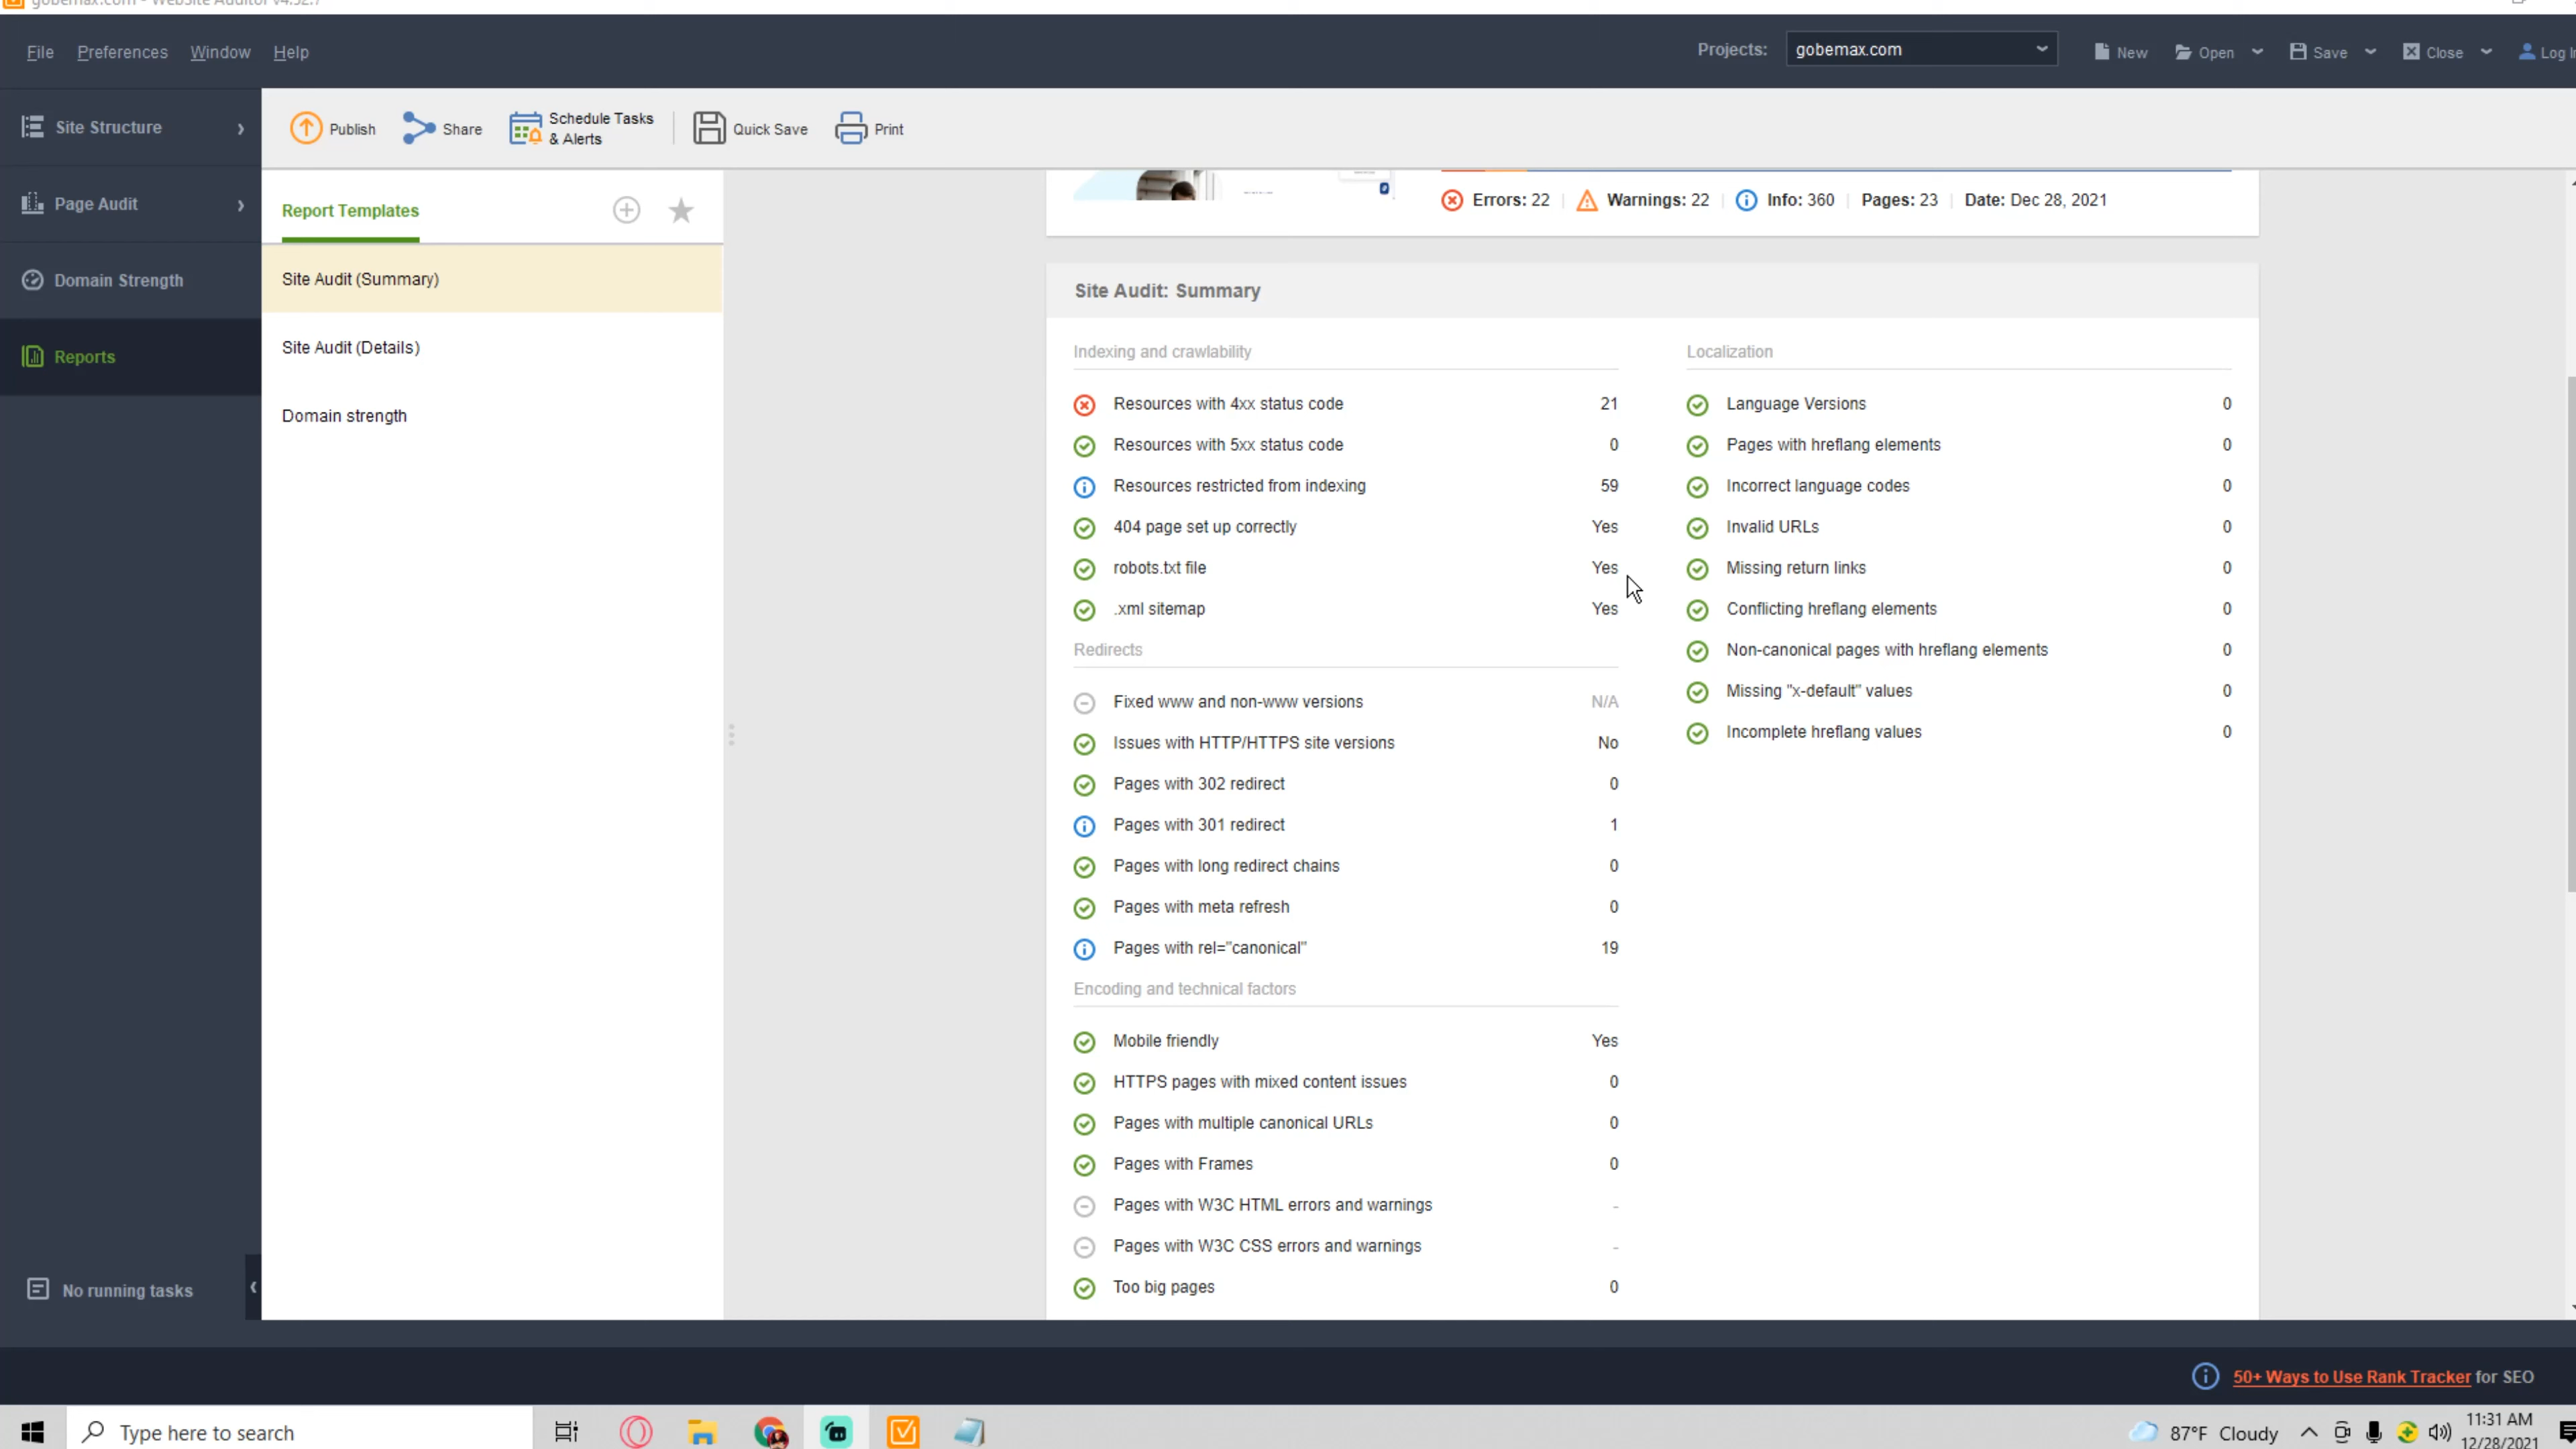 gobemax.com - WebSite Auditor v4.52.7
File Preferences Window Help
Projects: gobemax.com New Open Save Close Log In
Site Structure
Page Audit
Domain Strength
Reports
No running tasks
Publish Share Schedule Tasks & Alerts Quick Save Print
Report Templates
Site Audit (Summary)
Site Audit (Details)
Domain strength
Errors: 22 Warnings: 22 Info: 360 Pages: 23 Date: Dec 28, 2021
Site Audit: Summary
Indexing and crawlability
Resources with 4xx status code 21
Resources with 5xx status code 0
Resources restricted from indexing 59
404 page set up correctly Yes
robots.txt file Yes
.xml sitemap Yes
Redirects
Fixed www and non-www versions N/A
Issues with HTTP/HTTPS site versions No
Pages with 302 redirect 0
Pages with 301 redirect 1
Pages with long redirect chains 0
Pages with meta refresh 0
Pages with rel="canonical" 19
Encoding and technical factors
Mobile friendly Yes
HTTPS pages with mixed content issues 0
Pages with multiple canonical URLs 0
Pages with Frames 0
Pages with W3C HTML errors and warnings -
Pages with W3C CSS errors and warnings -
Too big pages 0
Localization
Language Versions 0
Pages with hreflang elements 0
Incorrect language codes 0
Invalid URLs 0
Missing return links 0
Conflicting hreflang elements 0
Non-canonical pages with hreflang elements 0
Missing "x-default" values 0
Incomplete hreflang values 0
50+ Ways to Use Rank Tracker for SEO
Type here to search
87°F Cloudy
11:31 AM
12/28/2021